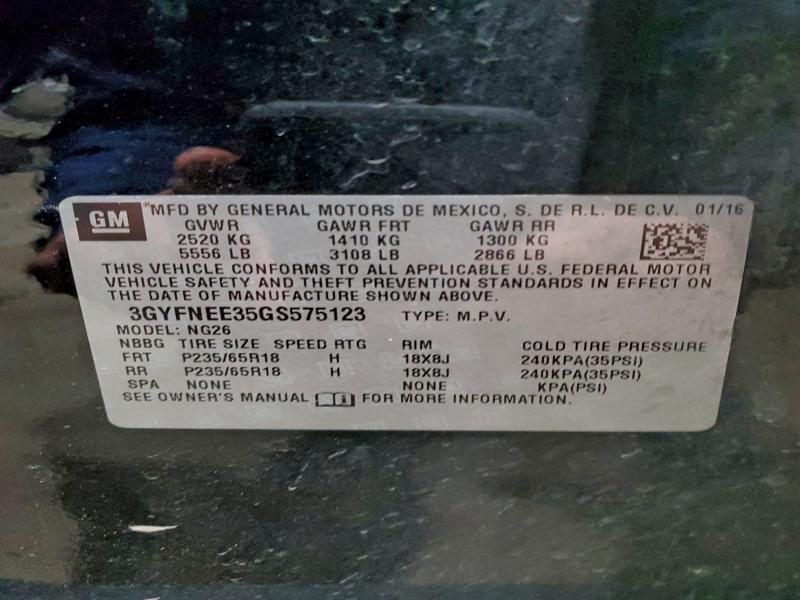 GM "MFD BY GENERAL MOTORS DE MEXICO, S. DE R.L. DE C.V. 01/16
GVWR GAWR FRT GAWR RR
2520 KG 1410 KG 1300 KG
5556 LB 3108 LB 2866 LB
THIS VEHICLE CONFORMS TO ALL APPLICABLE U.S. FEDERAL MOTOR
VEHICLE SAFETY AND THEFT PREVENTION STANDARDS IN EFFECT ON
THE DATE OF MANUFACTURE SHOWN ABOVE.
3GYFNEE35GS575123 TYPE: M.P.V.
MODEL: NG26
NBBG TIRE SIZE SPEED RTG RIM COLD TIRE PRESSURE
FRT P235/65R18 H 18X8J 240KPA(35PSI)
RR P235/65R18 H 18X8J 240KPA(35PSI)
SPA NONE NONE KPA(PSI)
SEE OWNER'S MANUAL FOR MORE INFORMATION.